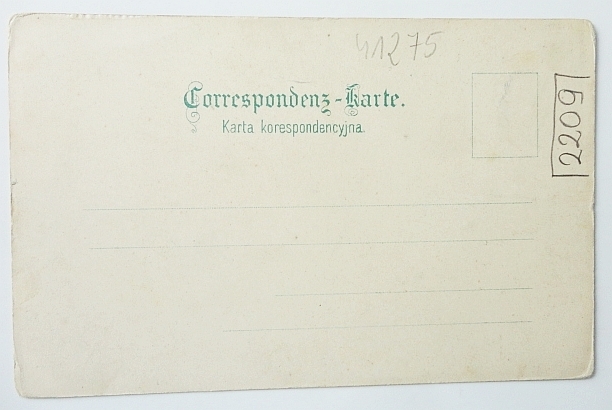 41275
Correspondenz-Karte.
Karta korespondencyjna.
2209